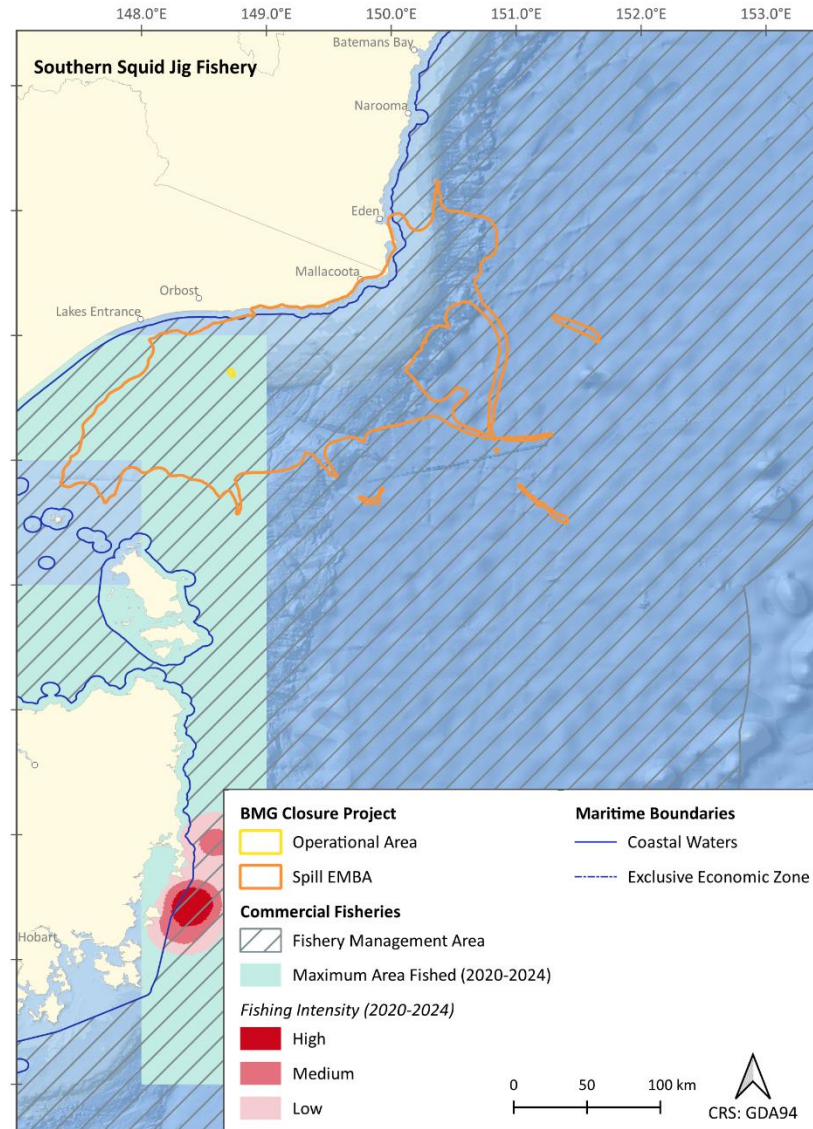 148.0°E 149.0°E 150.0°E 151.0°E 152.0°E 153.0°E
Batemans Bay
Southern Squid Jig Fishery
Narooma
Eden
Mallacoota
Orbost
Lakes Entrance
Hobart
BMG Closure Project
Operational Area
Spill EMBA
Commercial Fisheries
Fishery Management Area
Maximum Area Fished (2020-2024)
Fishing Intensity (2020-2024)
High
Medium
Low
Maritime Boundaries
Coastal Waters
Exclusive Economic Zone
0 50 100 km
CRS: GDA94